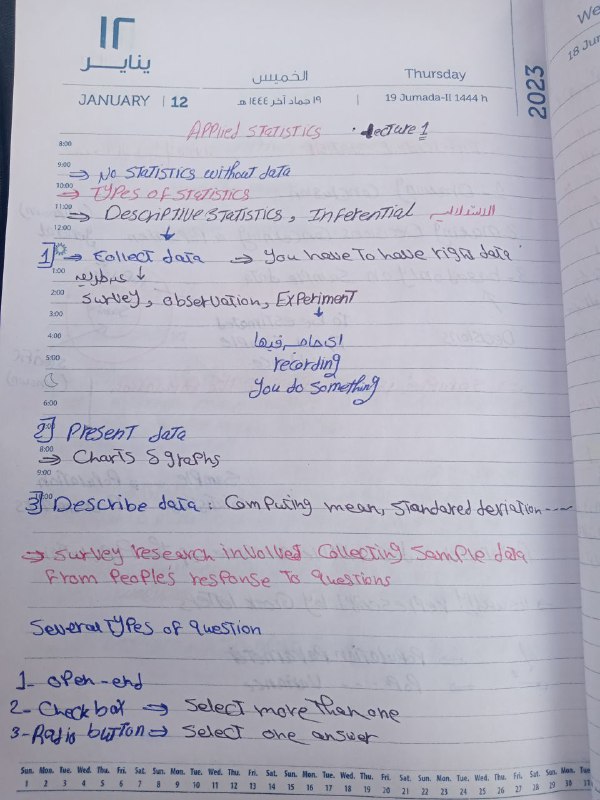 ١٢
يناير
الخميس
Thursday
JANUARY | 12
١٩ جماد آخر ١٤٤٤ هـ | 19 Jumada-II 1444 h
2023
We
18 Jum
Applied Statistics . Lecture 1
8:00
9:00 ⇒ No Statistics without data
10:00 ⇒ Types of Statistics
11:00 ⇒ Descriptive Statistics, Inferential الاستدلالي
12:00
1] ⇒ Collect data ⇒ You have to have right data
1:00 عن طريق
2:00 Survey, observation, Experiment
3:00
4:00
5:00 recording
You do something
6:00
2] Present data
8:00 ⇒ Charts & graphs
9:00
3] Describe data : Computing mean, Standared deviation ----
⇒ Survey research involved Collecting Sample data
From People's response to questions
Several types of question
1- open-end
2- Check box ⇒ Select more than one
3- Radio button ⇒ Select one answer
Sun. Mon. Tue. Wed. Thu. Fri. Sat. Sun. Mon. Tue. Wed. Thu. Fri. Sat. Sun. Mon. Tue. Wed. Thu. Fri. Sat. Sun. Mon. Tue. Wed. Thu. Fri. Sat. Sun. Mon. Tue.
1 2 3 4 5 6 7 8 9 10 11 12 13 14 15 16 17 18 19 20 21 22 23 24 25 26 27 28 29 30 31